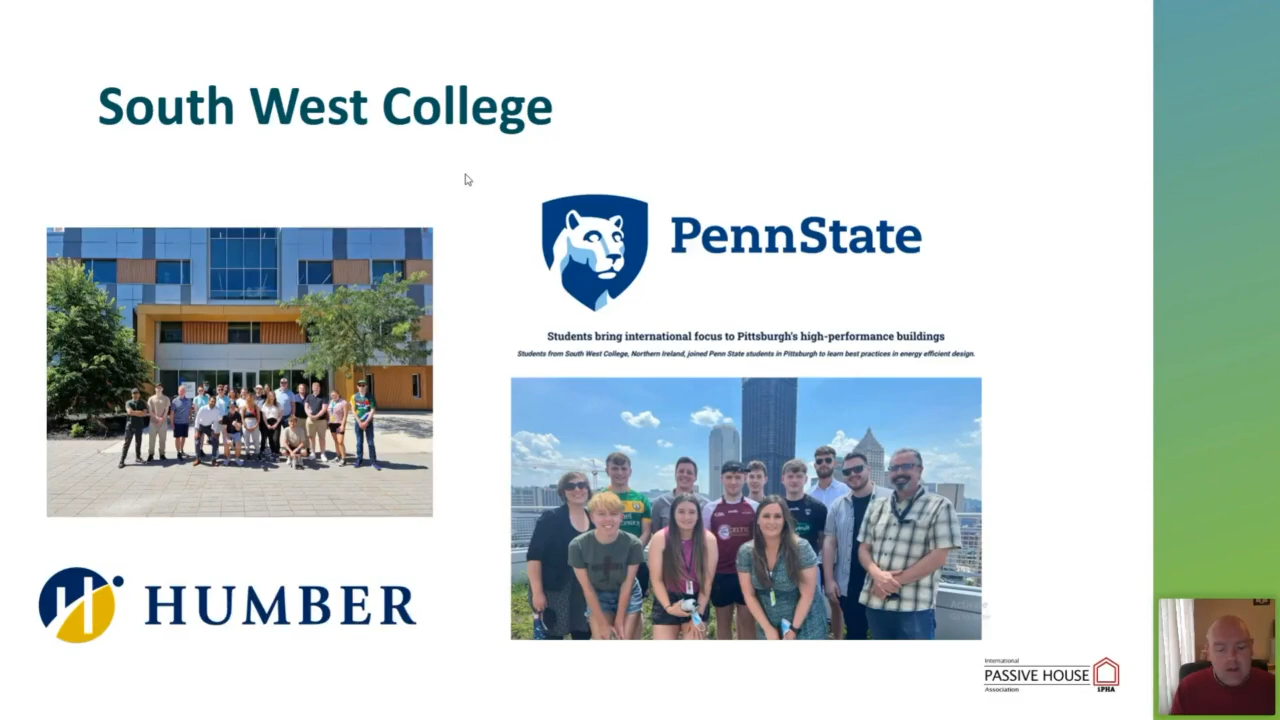 South West College
PennState
Students bring international focus to Pittsburgh's high-performance buildings
Students from South West College, Northern Ireland, joined Penn State students in Pittsburgh to learn best practices in energy efficient design.
HUMBER
International
PASSIVE HOUSE
Association
iPHA